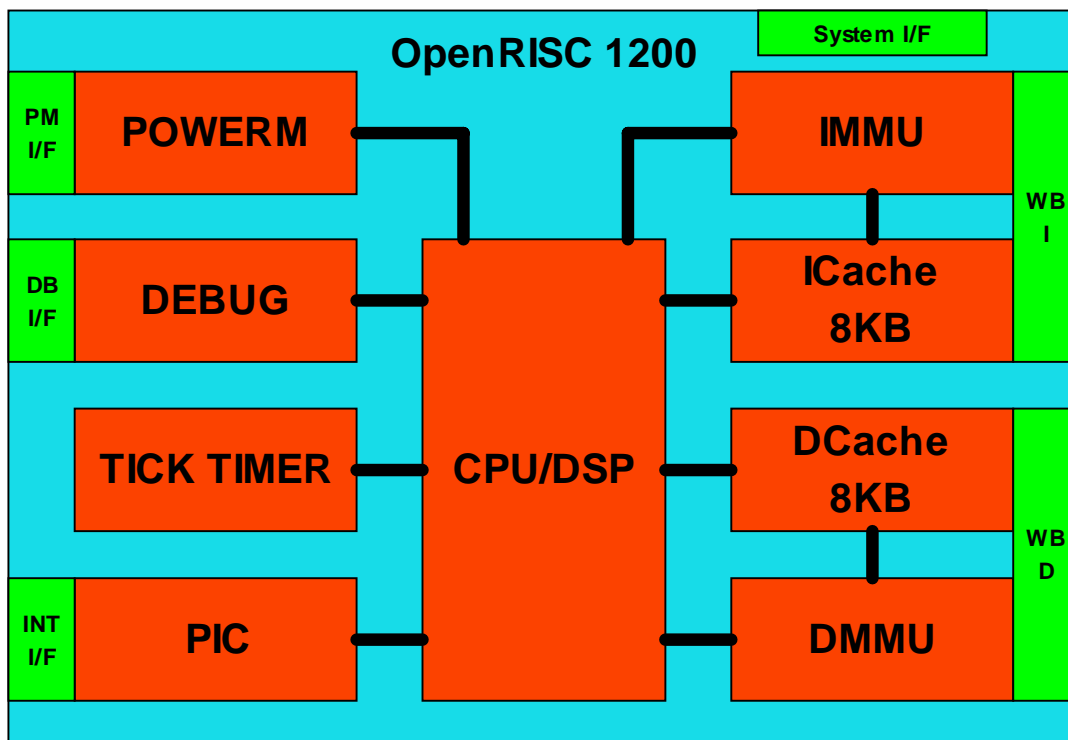 System I/F
OpenRISC 1200
PM
I/F
POWERM
IMMU
WB
I
DB
I/F
DEBUG
ICache
8KB
TICK TIMER
CPU/DSP
DCache
8KB
WB
D
INT
I/F
PIC
DMMU